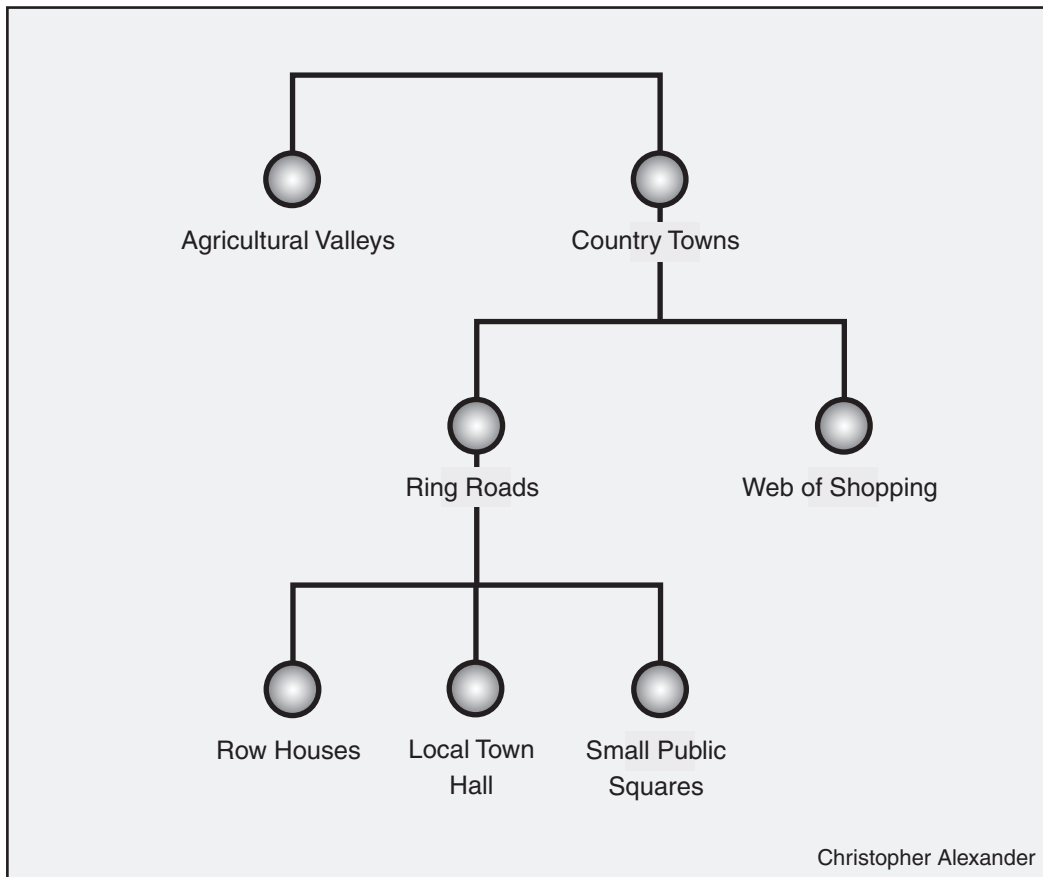 Agricultural Valleys
Country Towns
Ring Roads
Web of Shopping
Row Houses
Local Town
Hall
Small Public
Squares
Christopher Alexander